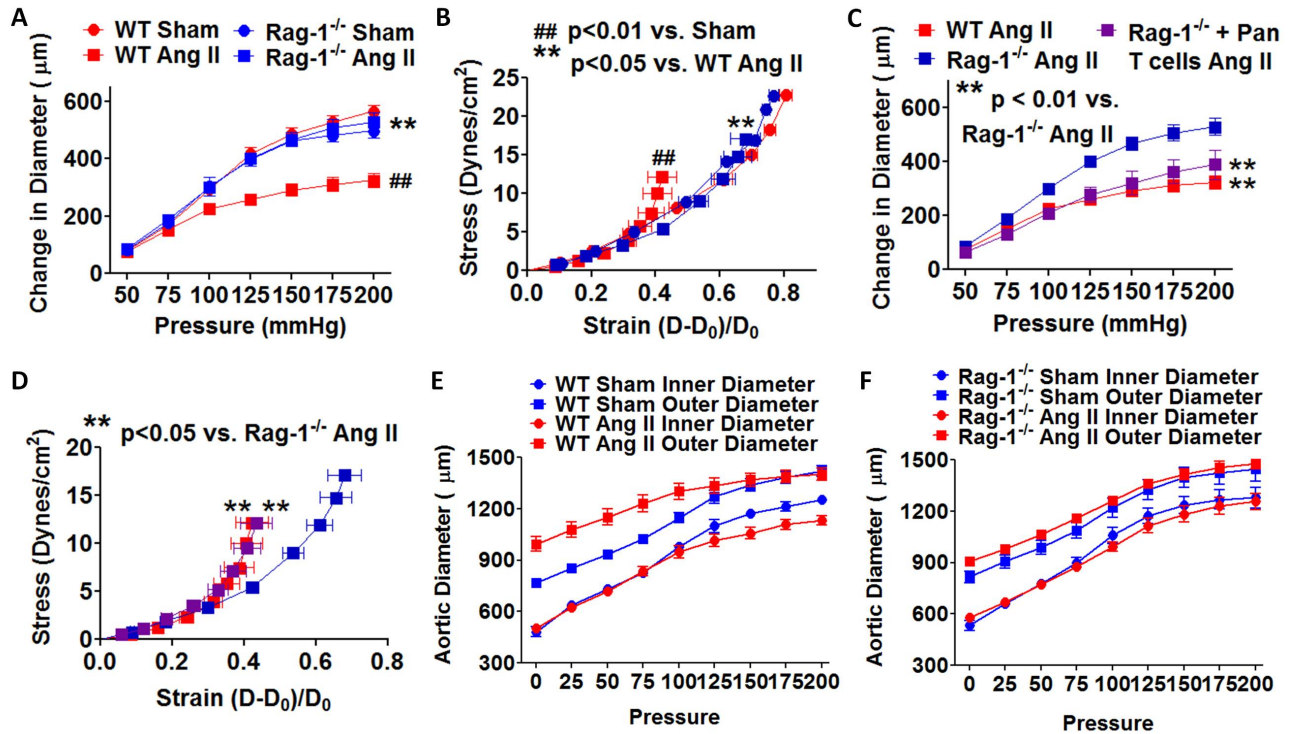 A
WT Sham
Rag-1-/- Sham
WT Ang II
Rag-1-/- Ang II
Change in Diameter ( μm)
600
400
200
0
**
##
50 75 100 125 150 175 200
Pressure (mmHg)
B
## p<0.01 vs. Sham
** p<0.05 vs. WT Ang II
Stress (Dynes/cm2)
25
20
15
10
5
0
**
##
0.0 0.2 0.4 0.6 0.8
Strain (D-D0)/D0
C
WT Ang II
Rag-1-/- + Pan
Rag-1-/- Ang II
T cells Ang II
** p < 0.01 vs.
Rag-1-/- Ang II
Change in Diameter ( μm)
600
400
200
0
**
**
50 75 100 125 150 175 200
Pressure (mmHg)
D
** p<0.05 vs. Rag-1-/- Ang II
Stress (Dynes/cm2)
20
15
10
5
0
** **
0.0 0.2 0.4 0.6 0.8
Strain (D-D0)/D0
E
WT Sham Inner Diameter
WT Sham Outer Diameter
WT Ang II Inner Diameter
WT Ang II Outer Diameter
Aortic Diameter ( μm)
1500
1200
900
600
300
0 25 50 75 100 125 150 175 200
Pressure
F
Rag-1-/- Sham Inner Diameter
Rag-1-/- Sham Outer Diameter
Rag-1-/- Ang II Inner Diameter
Rag-1-/- Ang II Outer Diameter
Aortic Diameter ( μm)
1500
1200
900
600
300
0 25 50 75 100 125 150 175 200
Pressure